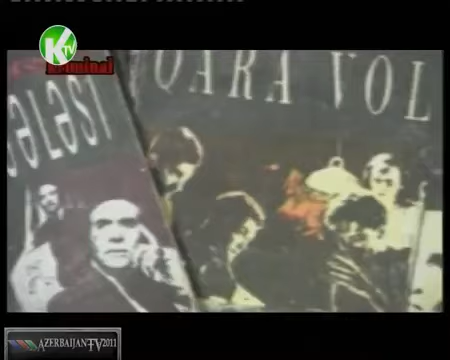 KTV
Kriminal
QARA VOL
ƏLƏSİ
AZERBAIJAN-TV 2011